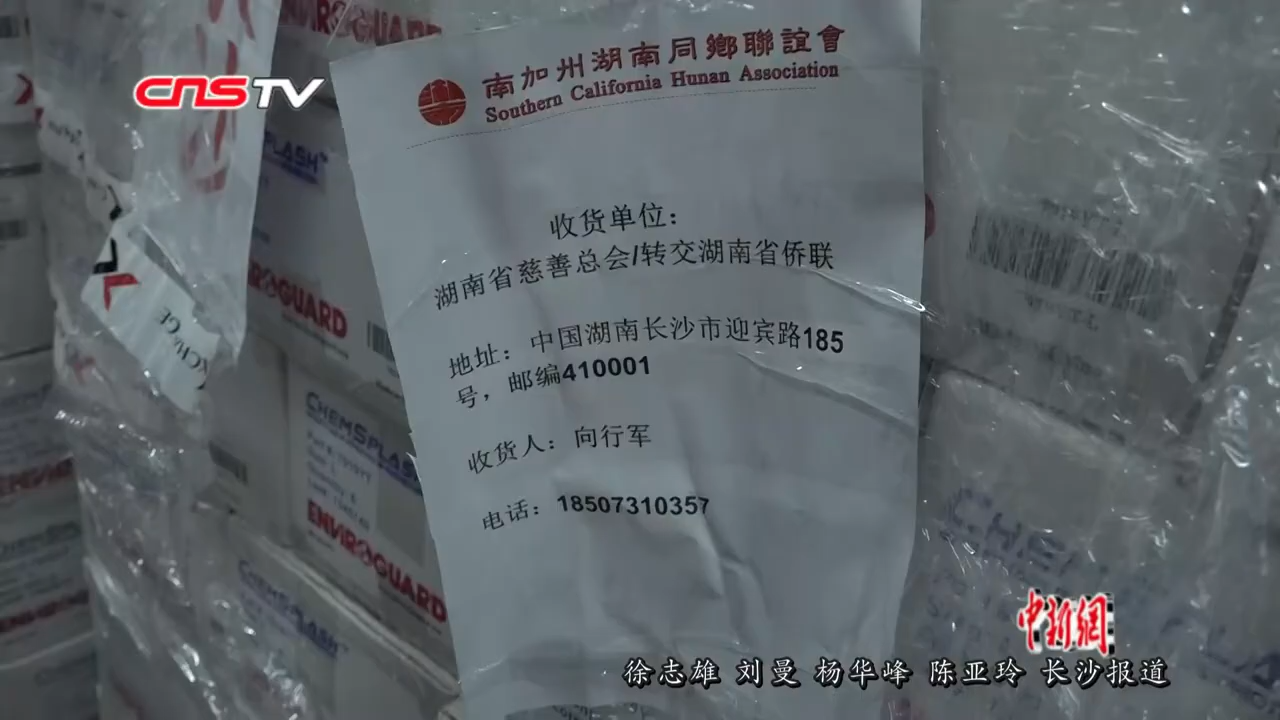 ENVIROGUARD
CNSTV
南加州湖南同鄉聯誼會
Southern California Hunan Association
收货单位：
湖南省慈善总会/转交湖南省侨联
地址：中国湖南长沙市迎宾路185
号，邮编410001
收货人：向行军
电话：18507310357
ENVIROGUARD
CHEMSPLASH
ENVIROGUARD
CHEMSPLASH
中新網
徐志雄 刘曼 杨华峰 陈亚玲 长沙报道